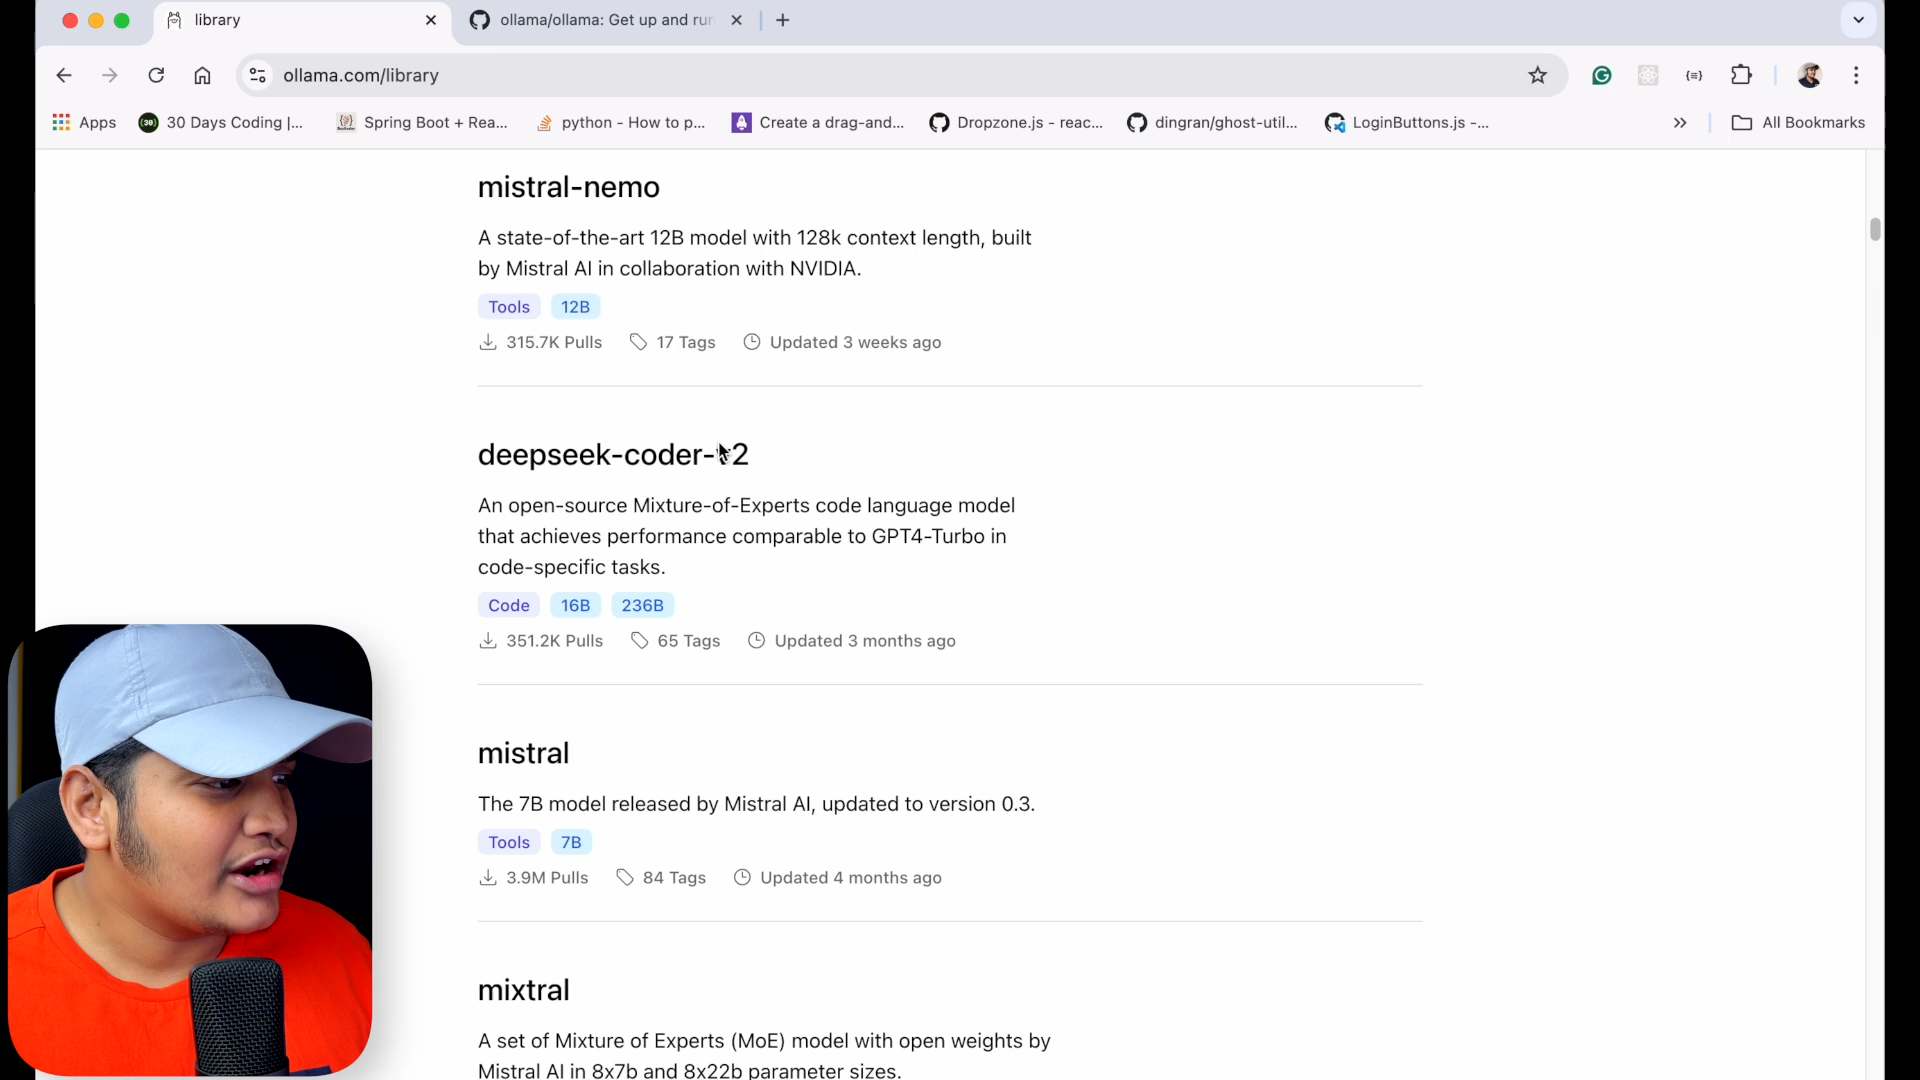 library
ollama/ollama: Get up and run
ollama.com/library
Apps
30 Days Coding |...
Spring Boot + Rea...
python - How to p...
Create a drag-and...
Dropzone.js - reac...
dingran/ghost-util...
LoginButtons.js -...
All Bookmarks
mistral-nemo
A state-of-the-art 12B model with 128k context length, built
by Mistral AI in collaboration with NVIDIA.
Tools 12B
315.7K Pulls 17 Tags Updated 3 weeks ago
deepseek-coder-v2
An open-source Mixture-of-Experts code language model
that achieves performance comparable to GPT4-Turbo in
code-specific tasks.
Code 16B 236B
351.2K Pulls 65 Tags Updated 3 months ago
mistral
The 7B model released by Mistral AI, updated to version 0.3.
Tools 7B
3.9M Pulls 84 Tags Updated 4 months ago
mixtral
A set of Mixture of Experts (MoE) model with open weights by
Mistral AI in 8x7b and 8x22b parameter sizes.